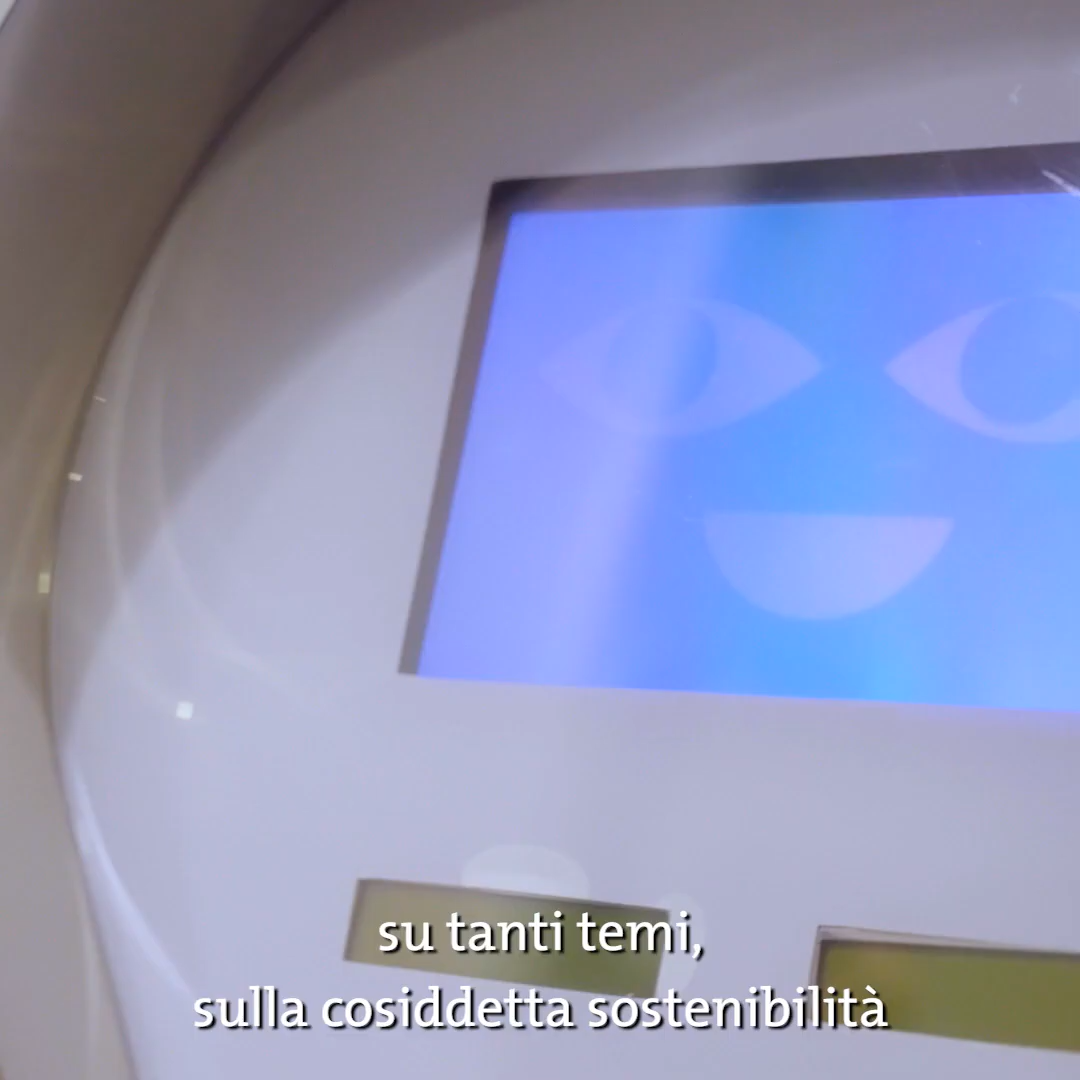 su tanti temi,
sulla cosiddetta sostenibilità